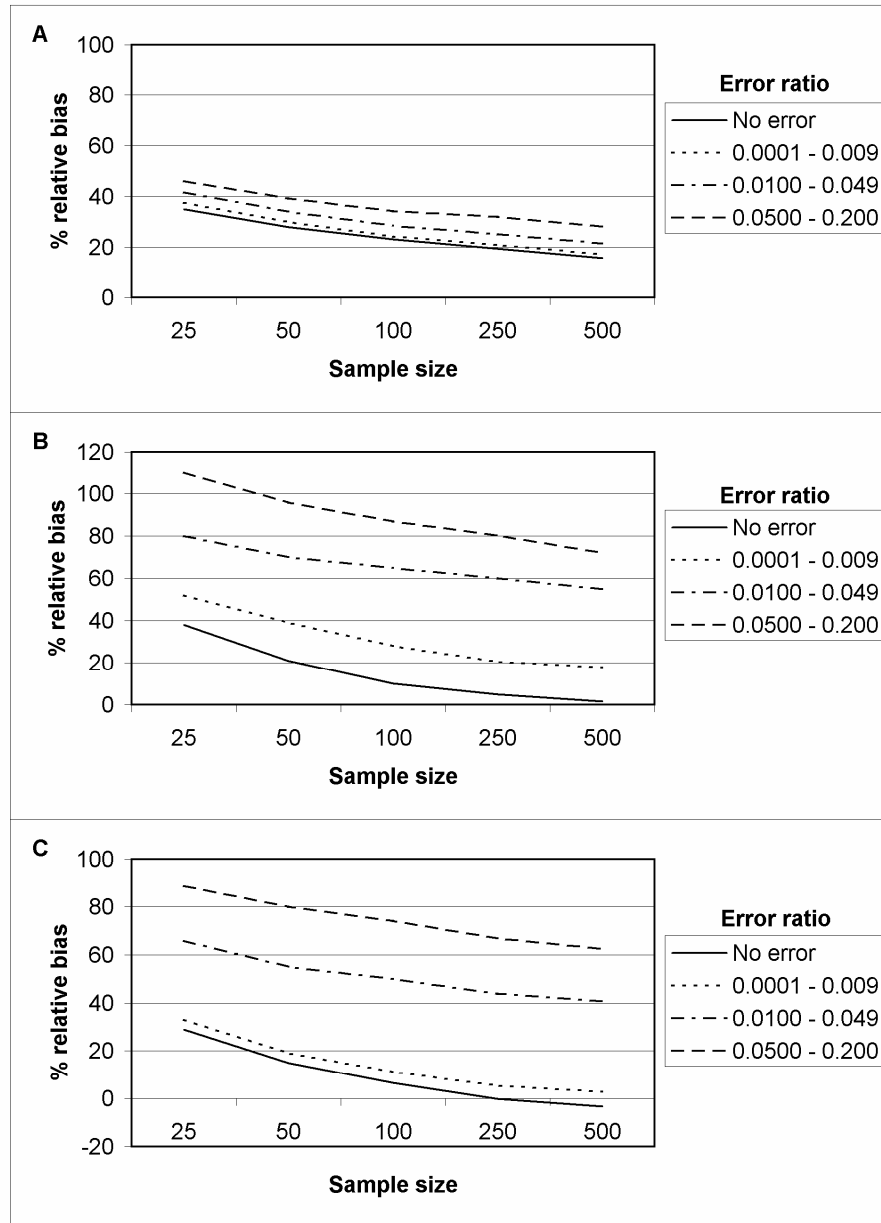 A
100
80
60
40
20
0
% relative bias
25 50 100 250 500
Sample size
Error ratio
No error
0.0001 - 0.009
0.0100 - 0.049
0.0500 - 0.200
B
120
100
80
60
40
20
0
% relative bias
25 50 100 250 500
Sample size
Error ratio
No error
0.0001 - 0.009
0.0100 - 0.049
0.0500 - 0.200
C
100
80
60
40
20
0
-20
% relative bias
25 50 100 250 500
Sample size
Error ratio
No error
0.0001 - 0.009
0.0100 - 0.049
0.0500 - 0.200